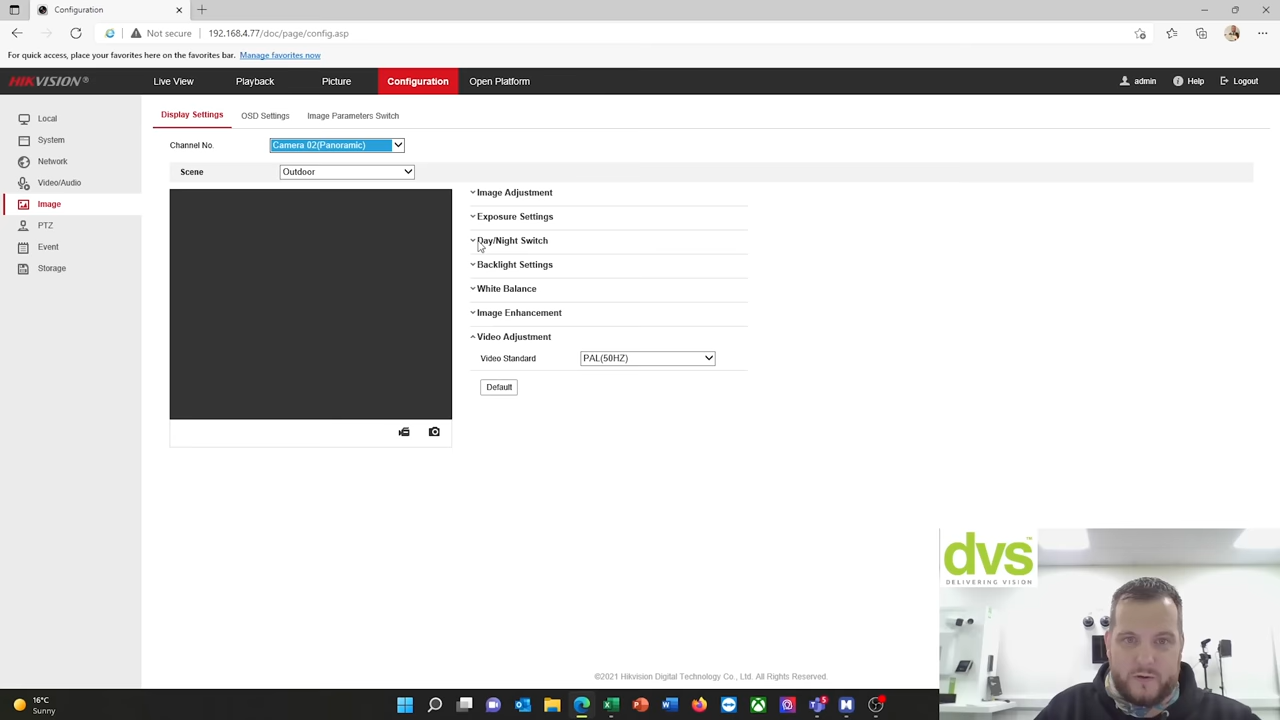 Configuration
Not secure
192.168.4.77/doc/page/config.asp
For quick access, place your favorites here on the favorites bar. Manage favorites now
HIKVISION®
Live View
Playback
Picture
Configuration
Open Platform
admin
Help
Logout
Local
System
Network
Video/Audio
Image
PTZ
Event
Storage
Display Settings
OSD Settings
Image Parameters Switch
Channel No.
Camera 02(Panoramic)
Scene
Outdoor
Image Adjustment
Exposure Settings
Day/Night Switch
Backlight Settings
White Balance
Image Enhancement
Video Adjustment
Video Standard
PAL(50HZ)
Default
dvs™
DELIVERING VISION
©2021 Hikvision Digital Technology Co., Ltd. All Rights Reserved.
16°C
Sunny